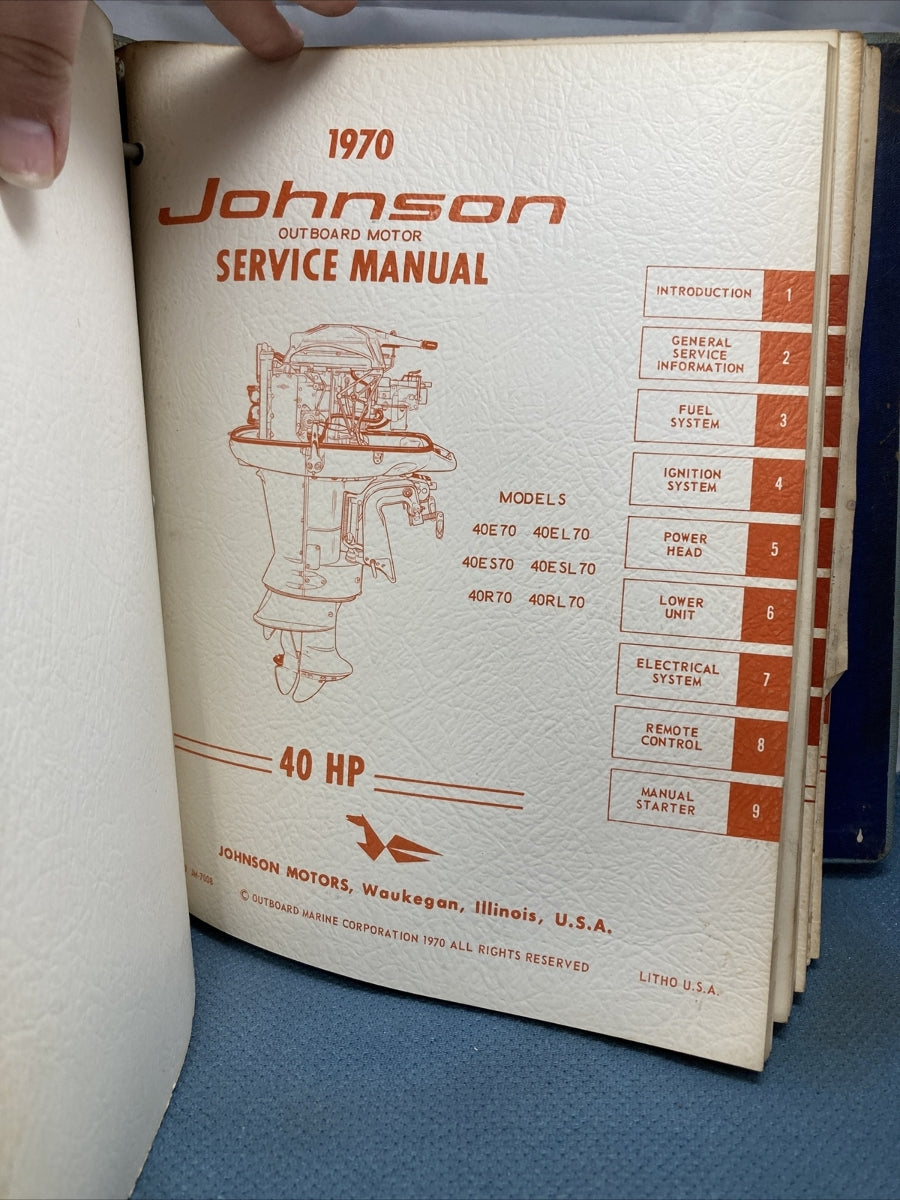 1970
Johnson
OUTBOARD MOTOR
SERVICE MANUAL
INTRODUCTION 1
GENERAL
SERVICE
INFORMATION 2
FUEL
SYSTEM 3
IGNITION
SYSTEM 4
POWER
HEAD 5
LOWER
UNIT 6
ELECTRICAL
SYSTEM 7
REMOTE
CONTROL 8
MANUAL
STARTER 9
MODELS
40E70 40EL70
40ES70 40ESL70
40R70 40RL70
40 HP
JM-7008
JOHNSON MOTORS, Waukegan, Illinois, U.S.A.
© OUTBOARD MARINE CORPORATION 1970 ALL RIGHTS RESERVED
LITHO U.S.A.